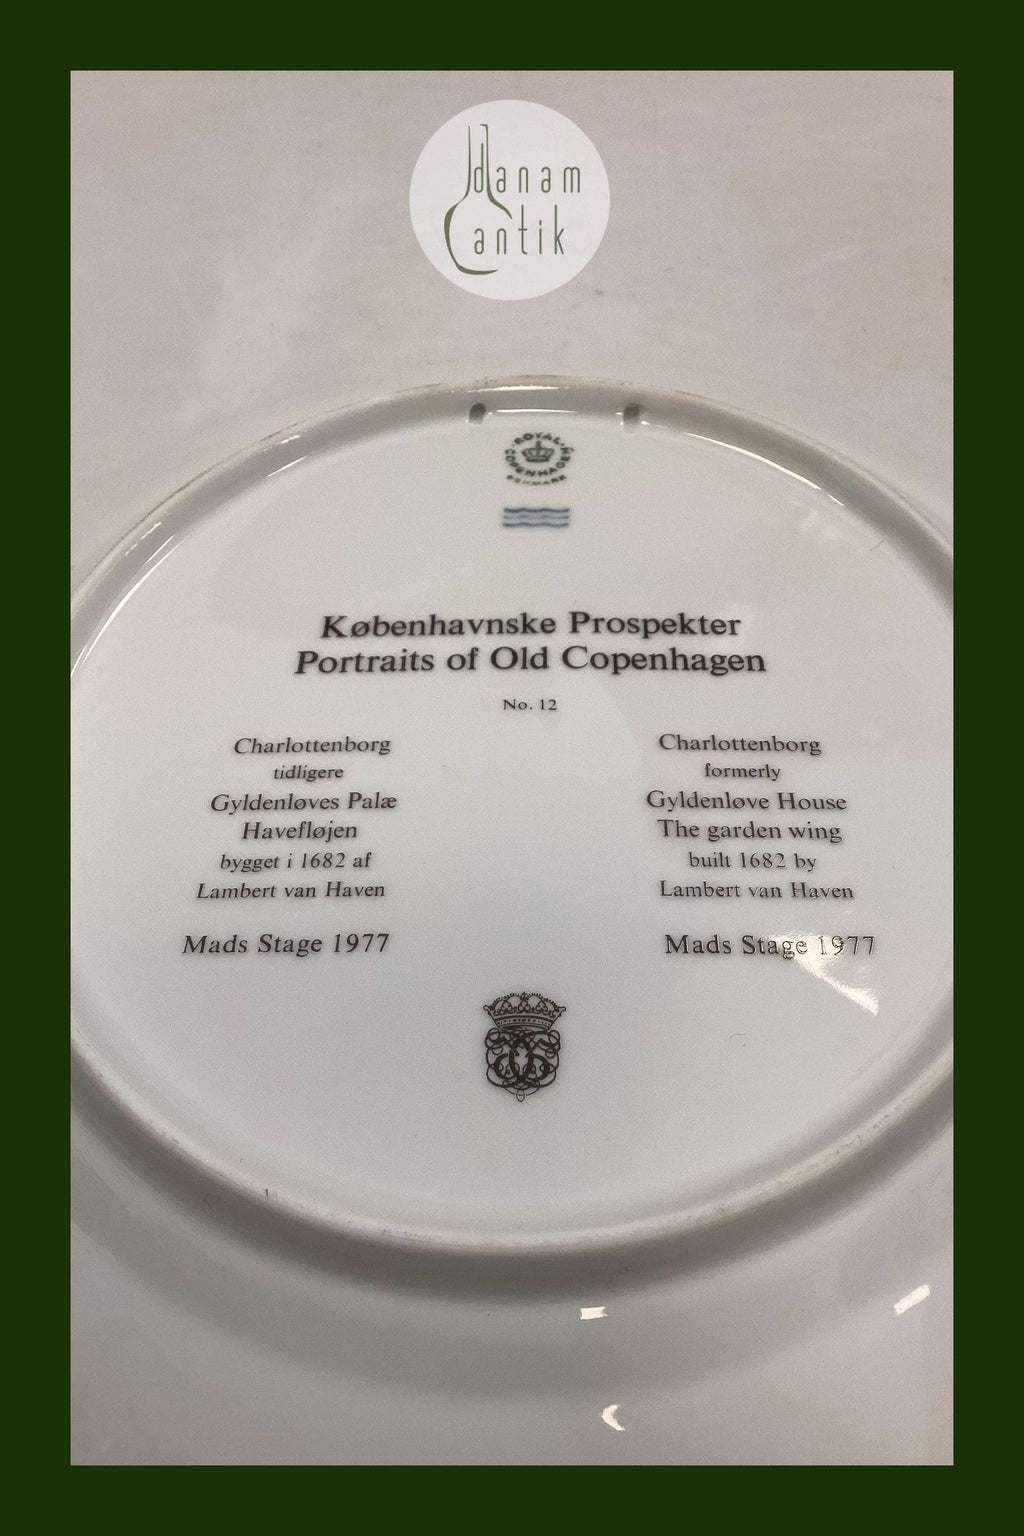 danam
antik
ROYAL
COPENHAGEN
DENMARK
Københavnske Prospekter
Portraits of Old Copenhagen
No. 12
Charlottenborg
tidligere
Gyldenløves Palæ
Havefløjen
bygget i 1682 af
Lambert van Haven
Mads Stage 1977
Charlottenborg
formerly
Gyldenløve House
The garden wing
built 1682 by
Lambert van Haven
Mads Stage 1977